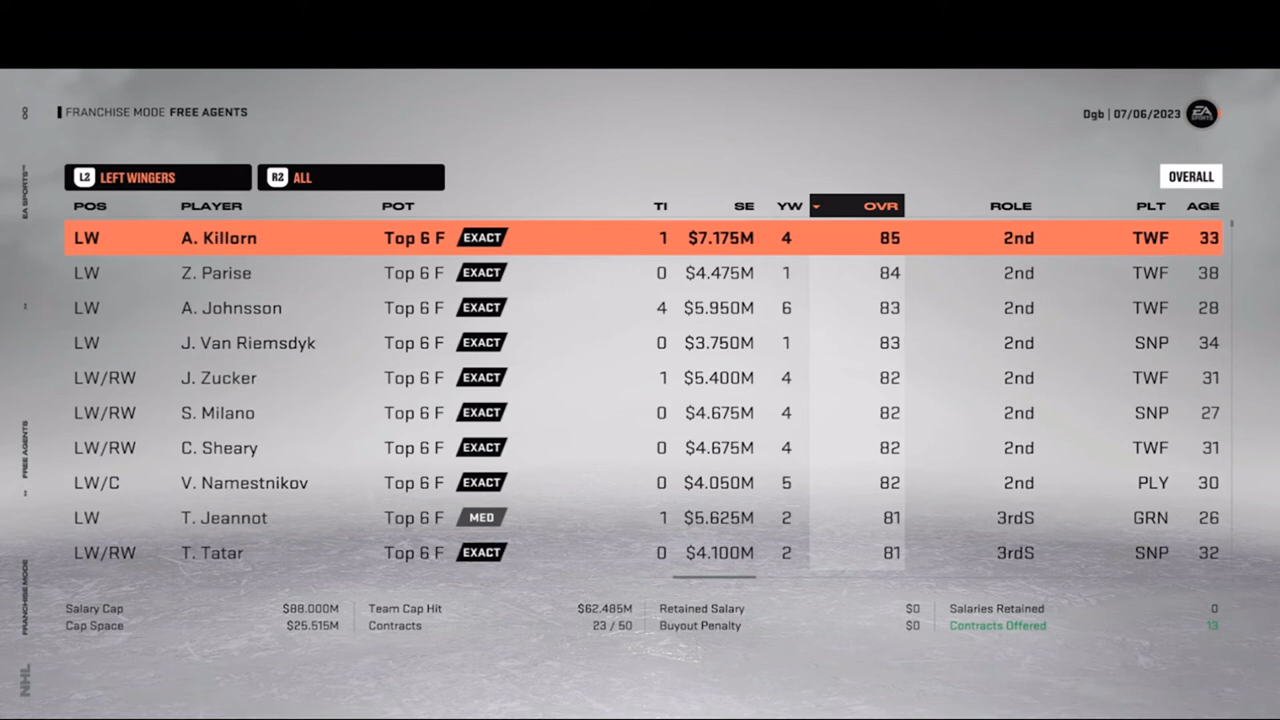 FRANCHISE MODE FREE AGENTS
Dgb | 07/06/2023 EA SPORTS
L2 LEFT WINGERS R2 ALL OVERALL
POS PLAYER POT TI SE YW OVR ROLE PLT AGE
LW A. Killorn Top 6 F EXACT 1 $7.175M 4 85 2nd TWF 33
LW Z. Parise Top 6 F EXACT 0 $4.475M 1 84 2nd TWF 38
LW A. Johnsson Top 6 F EXACT 4 $5.950M 6 83 2nd TWF 28
LW J. Van Riemsdyk Top 6 F EXACT 0 $3.750M 1 83 2nd SNP 34
LW/RW J. Zucker Top 6 F EXACT 1 $5.400M 4 82 2nd TWF 31
LW/RW S. Milano Top 6 F EXACT 0 $4.675M 4 82 2nd SNP 27
LW/RW C. Sheary Top 6 F EXACT 0 $4.675M 4 82 2nd TWF 31
LW/C V. Namestnikov Top 6 F EXACT 0 $4.050M 5 82 2nd PLY 30
LW T. Jeannot Top 6 F MED 1 $5.625M 2 81 3rdS GRN 26
LW/RW T. Tatar Top 6 F EXACT 0 $4.100M 2 81 3rdS SNP 32
Salary Cap $88.000M Team Cap Hit $62.485M Retained Salary $0 Salaries Retained 0
Cap Space $25.515M Contracts 23 / 50 Buyout Penalty $0 Contracts Offered 13
EA SPORTS™
FREE AGENTS
FRANCHISE MODE
NHL